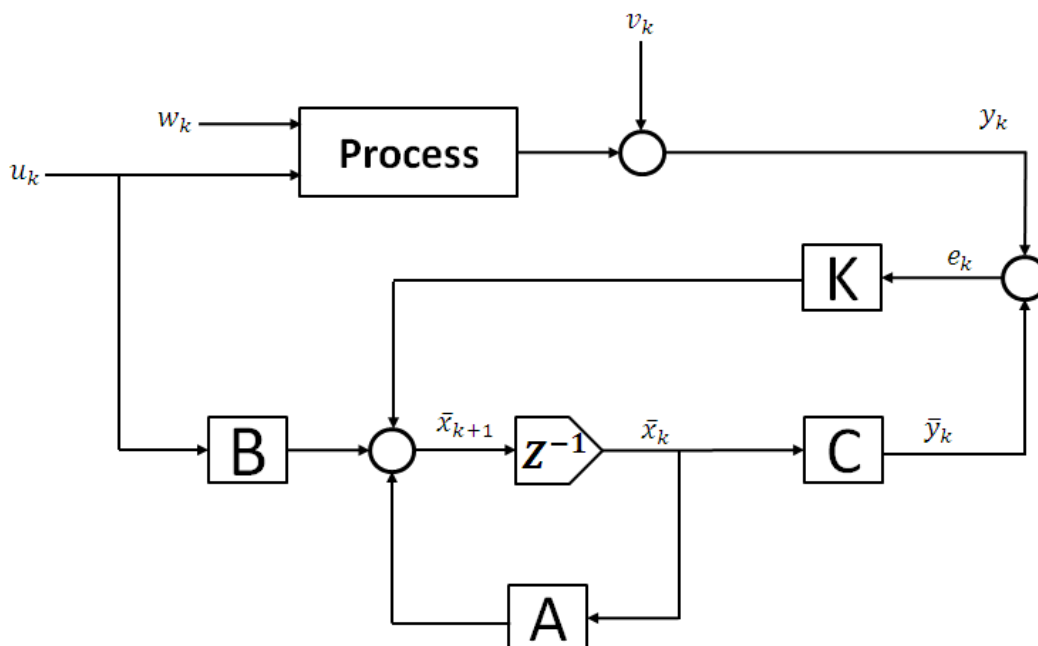 v_k
w_k
Process
y_k
u_k
K
e_k
B
x̄_{k+1}
Z^{-1}
x̄_k
C
ȳ_k
A